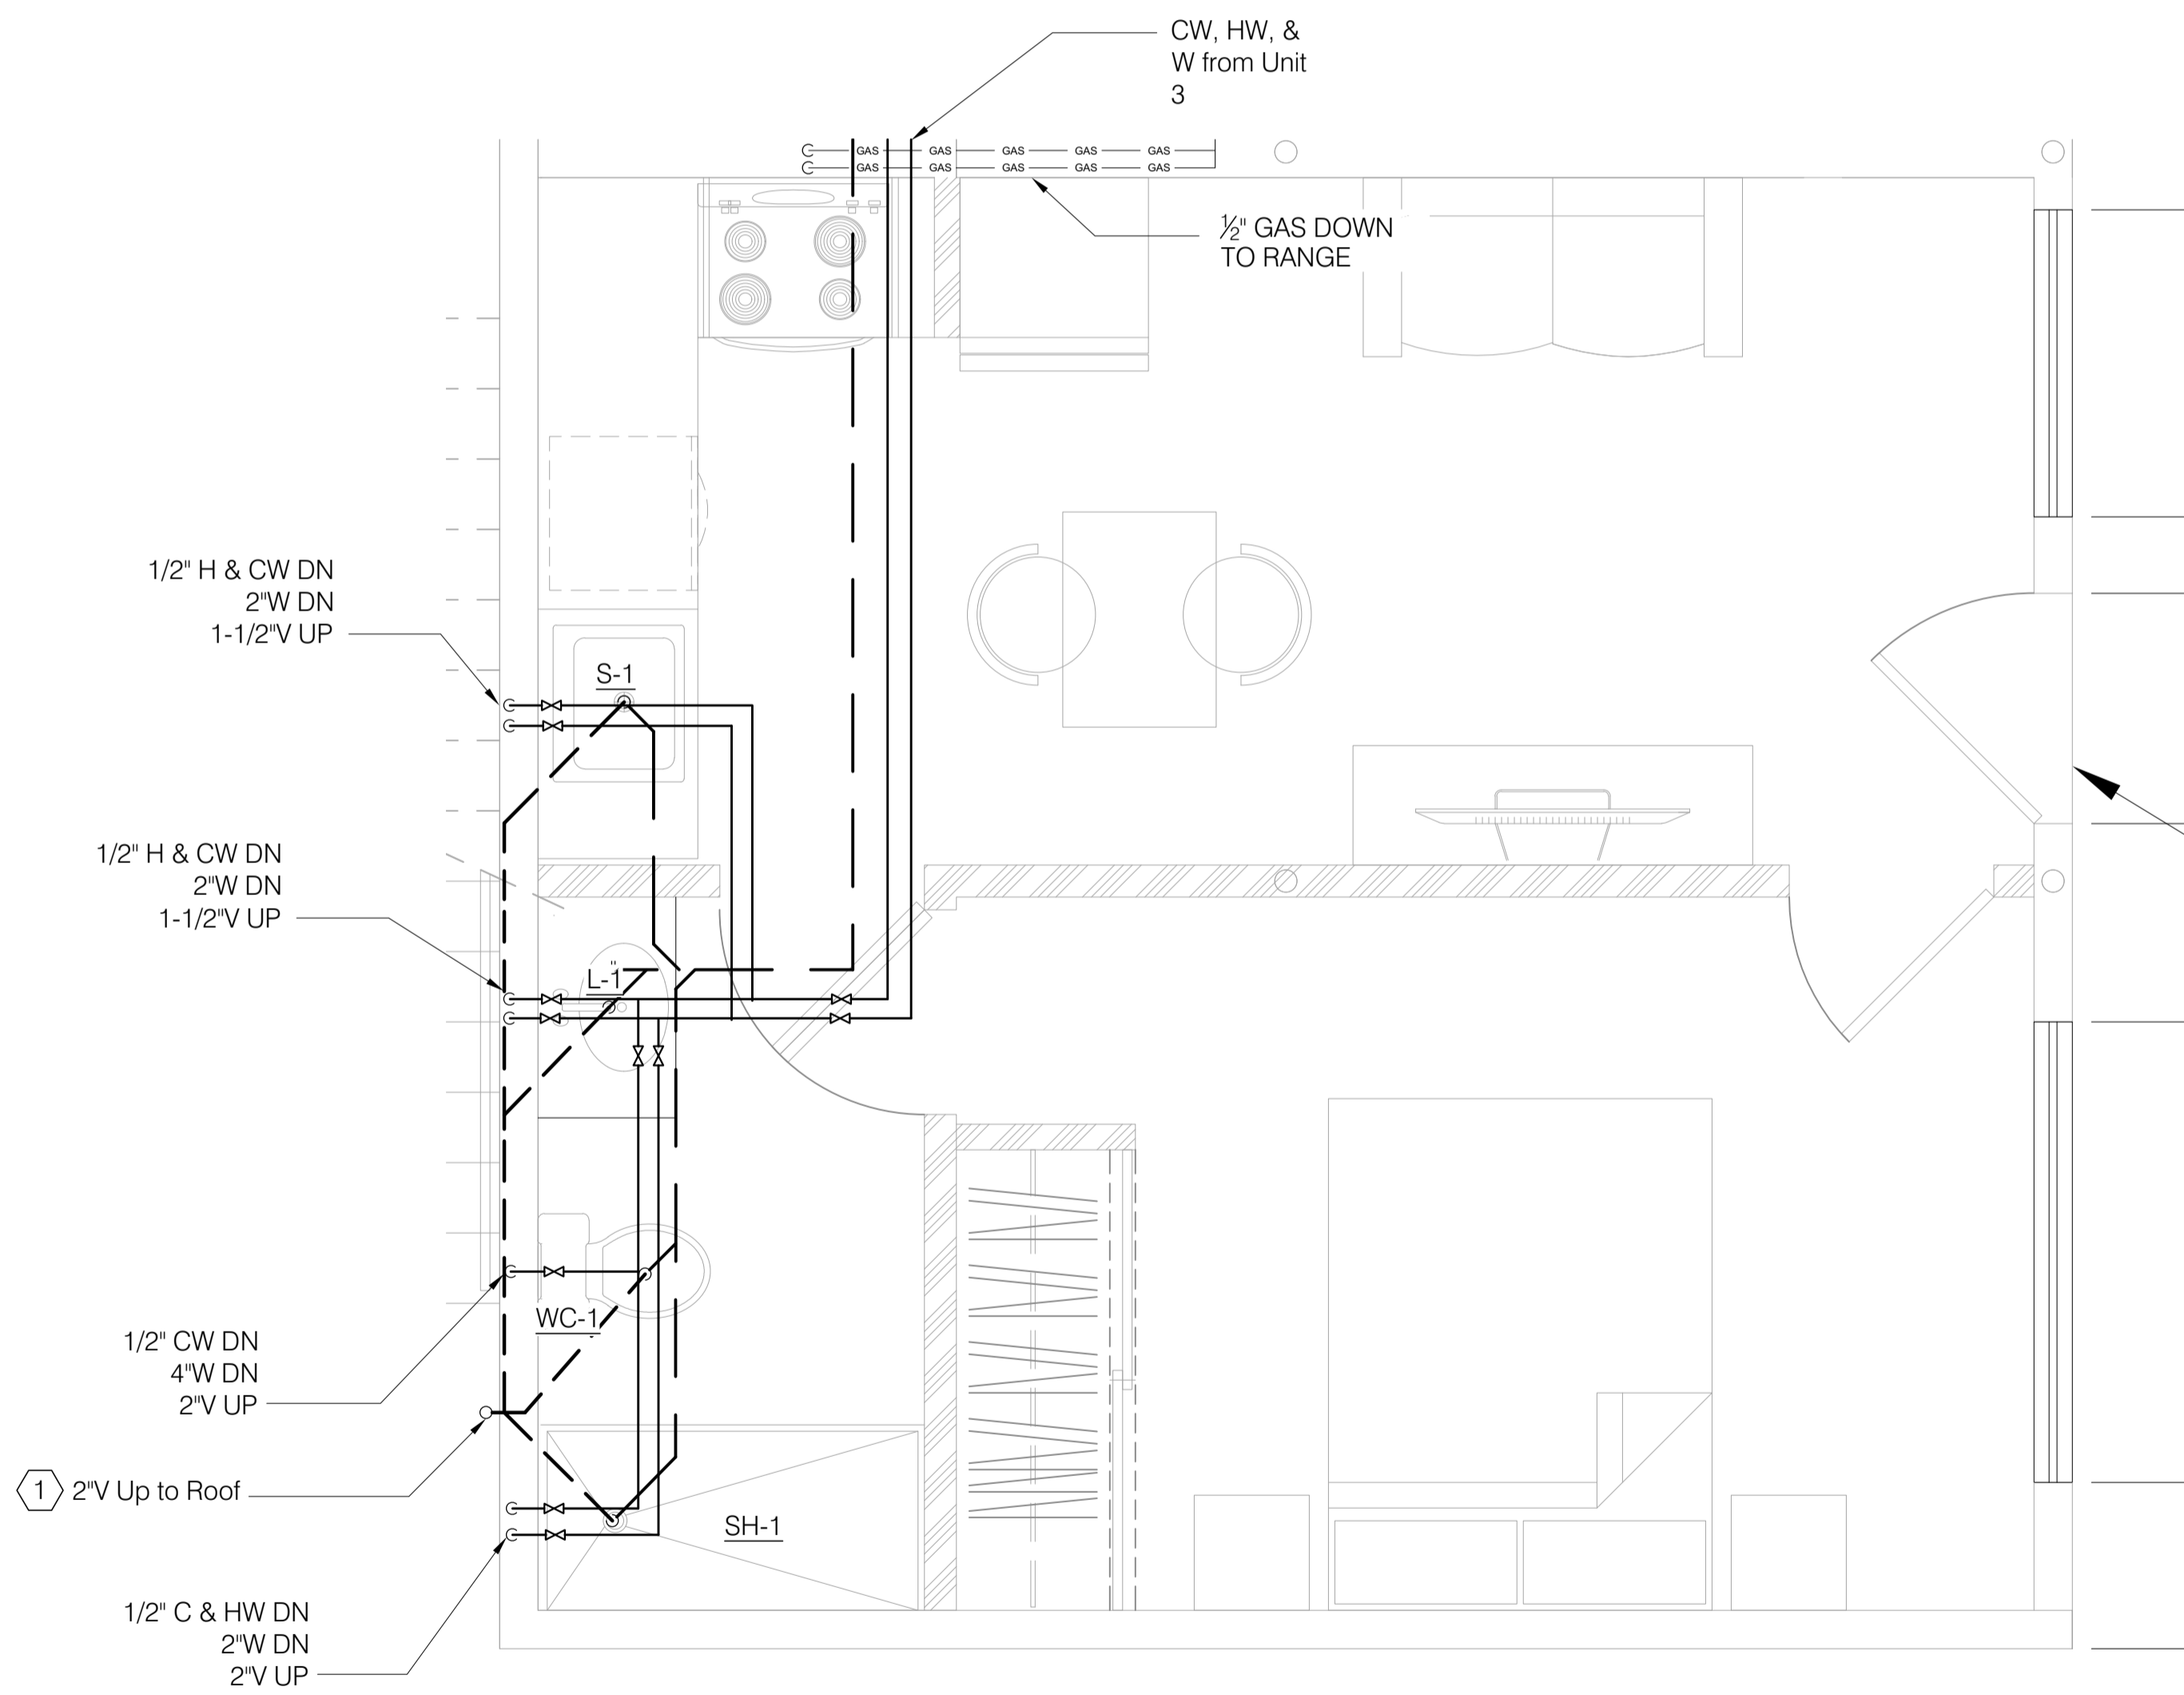 CW, HW, &
W from Unit
3
GAS GAS GAS GAS GAS
GAS GAS GAS GAS GAS
½" GAS DOWN
TO RANGE
1/2" H & CW DN
2"W DN
1-1/2"V UP
S-1
1/2" H & CW DN
2"W DN
1-1/2"V UP
L-1
1/2" CW DN
4"W DN
2"V UP
WC-1
1 2"V Up to Roof
SH-1
1/2" C & HW DN
2"W DN
2"V UP